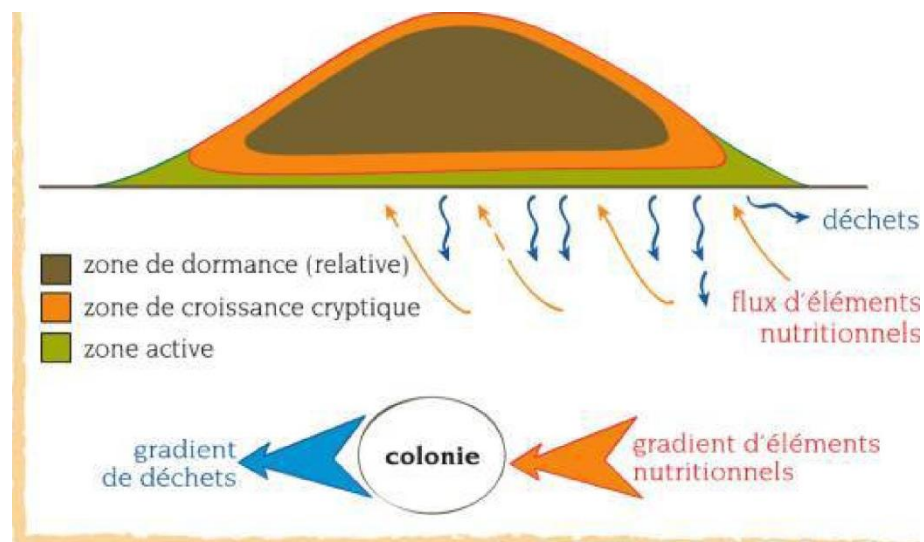 déchets
zone de dormance (relative)
zone de croissance cryptique
zone active
flux d'éléments
nutritionnels
gradient
de déchets
colonie
gradient d'éléments
nutritionnels